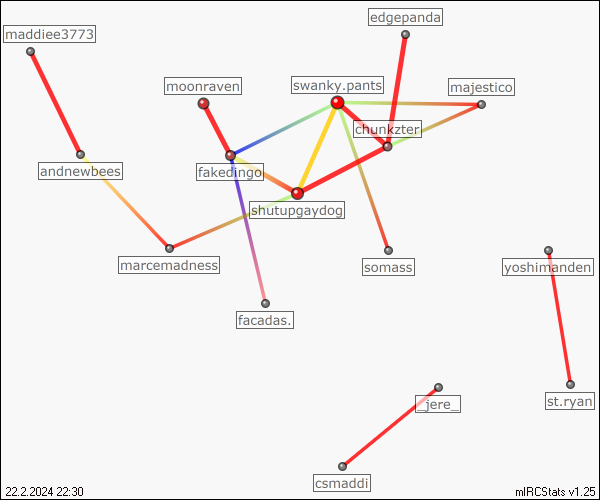 edgepanda
maddiee3773
moonraven
swanky.pants
majestico
chunkzter
andnewbees
fakedingo
shutupgaydog
marcemadness
somass
yoshimanden
facadas.
_jere_
st.ryan
csmaddi
22.2.2024 22:30
mIRCStats v1.25